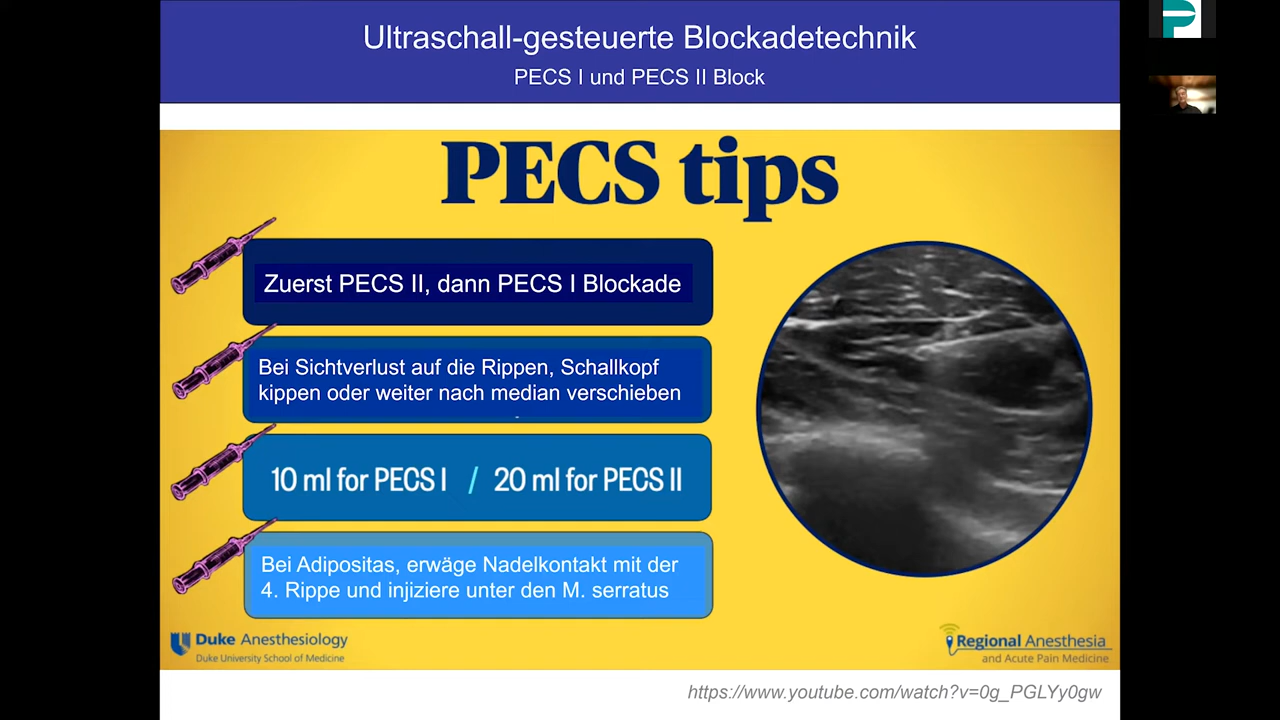 Ultraschall-gesteuerte Blockadetechnik
PECS I und PECS II Block
PECS tips
Zuerst PECS II, dann PECS I Blockade
Bei Sichtverlust auf die Rippen, Schallkopf
kippen oder weiter nach median verschieben
10 ml for PECS I / 20 ml for PECS II
Bei Adipositas, erwäge Nadelkontakt mit der
4. Rippe und injiziere unter den M. serratus
Duke Anesthesiology
Duke University School of Medicine
Regional Anesthesia
and Acute Pain Medicine
https://www.youtube.com/watch?v=0g_PGLYy0gw